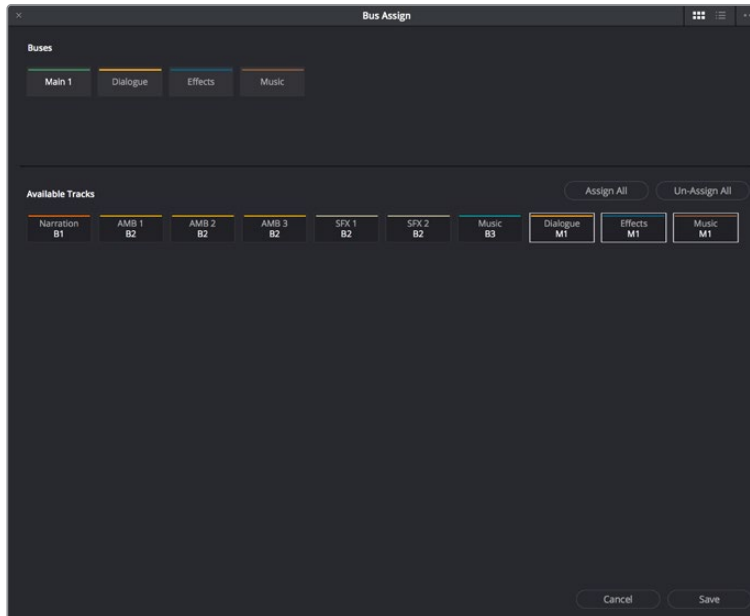 Bus Assign
Buses
Main 1
Dialogue
Effects
Music
Available Tracks
Assign All
Un-Assign All
Narration
B1
AMB 1
B2
AMB 2
B2
AMB 3
B2
SFX 1
B2
SFX 2
B2
Music
B3
Dialogue
M1
Effects
M1
Music
M1
Cancel
Save